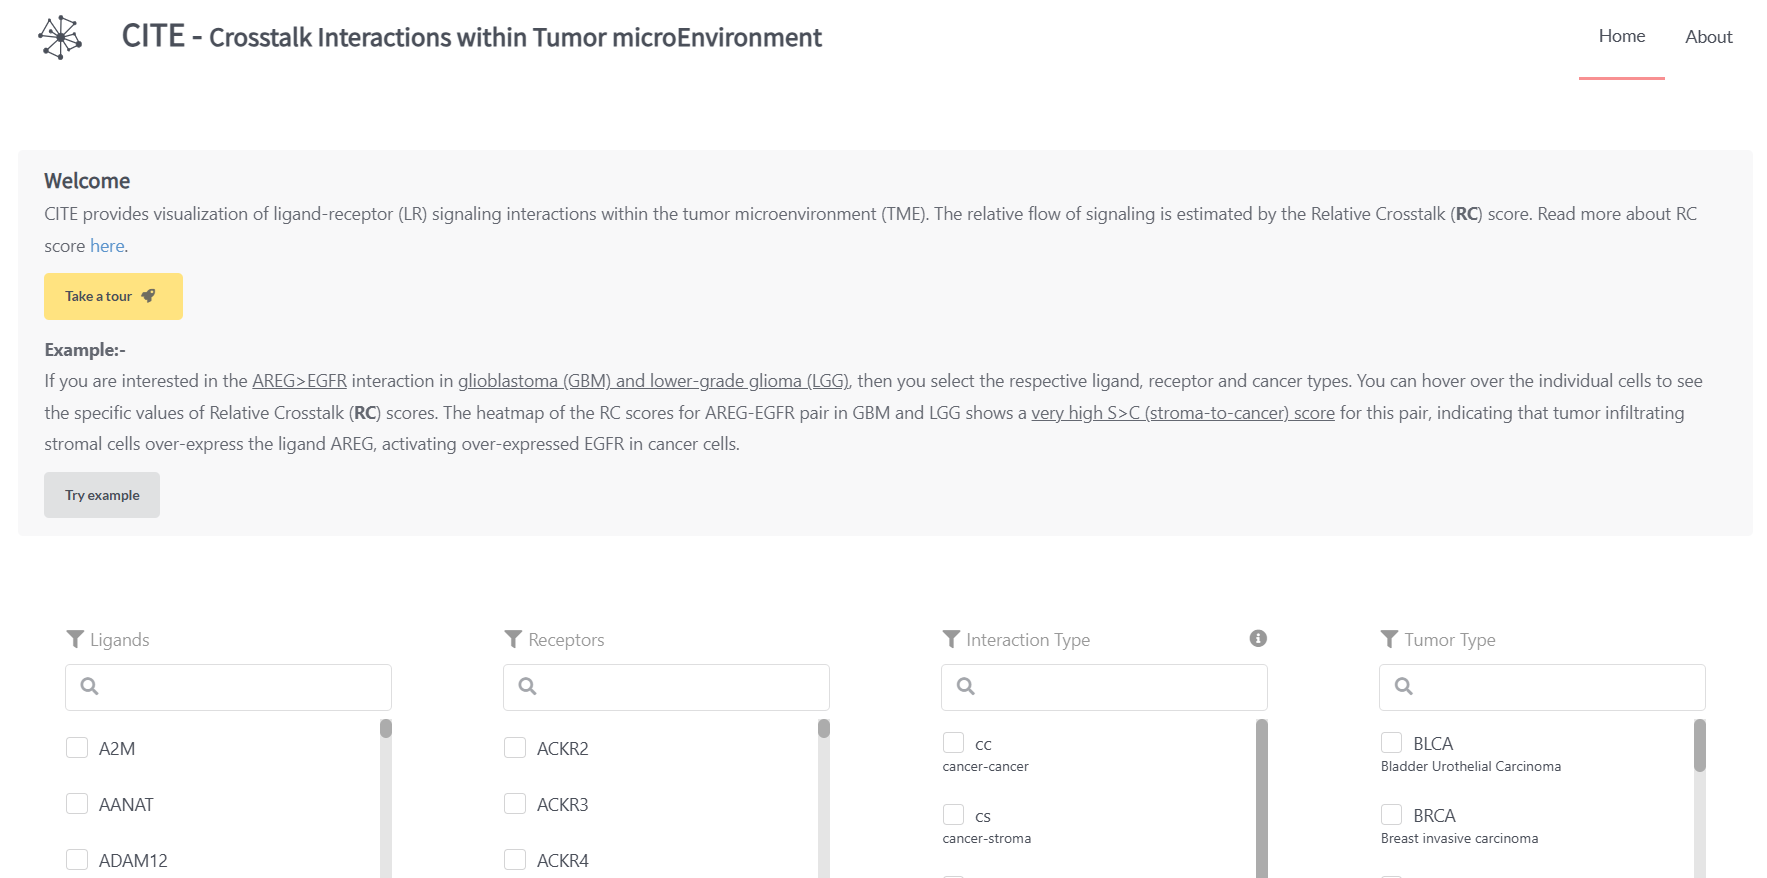 CITE - Crosstalk Interactions within Tumor microEnvironment
Home
About
Welcome
CITE provides visualization of ligand-receptor (LR) signaling interactions within the tumor microenvironment (TME). The relative flow of signaling is estimated by the Relative Crosstalk (RC) score. Read more about RC
score here.
Take a tour
Example:-
If you are interested in the AREG>EGFR interaction in glioblastoma (GBM) and lower-grade glioma (LGG), then you select the respective ligand, receptor and cancer types. You can hover over the individual cells to see
the specific values of Relative Crosstalk (RC) scores. The heatmap of the RC scores for AREG-EGFR pair in GBM and LGG shows a very high S>C (stroma-to-cancer) score for this pair, indicating that tumor infiltrating
stromal cells over-express the ligand AREG, activating over-expressed EGFR in cancer cells.
Try example
Ligands
A2M
AANAT
ADAM12
Receptors
ACKR2
ACKR3
ACKR4
Interaction Type
cc
cancer-cancer
cs
cancer-stroma
Tumor Type
BLCA
Bladder Urothelial Carcinoma
BRCA
Breast invasive carcinoma